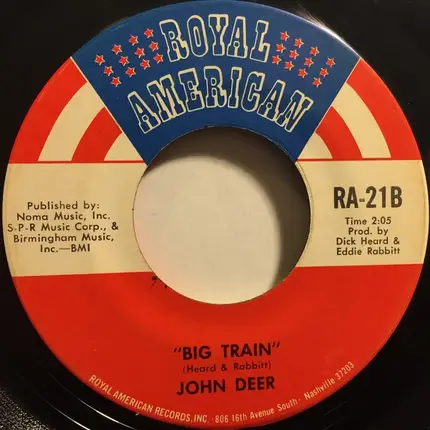 ROYAL
AMERICAN
Published by:
Noma Music, Inc.
S-P-R Music Corp., &
Birmingham Music,
Inc.—BMI
RA-21B
Time 2:05
Prod. by
Dick Heard &
Eddie Rabbitt
"BIG TRAIN"
(Heard & Robbitt)
JOHN DEER
ROYAL AMERICAN RECORDS, INC. · 806 16th Avenue South · Nashville 37203